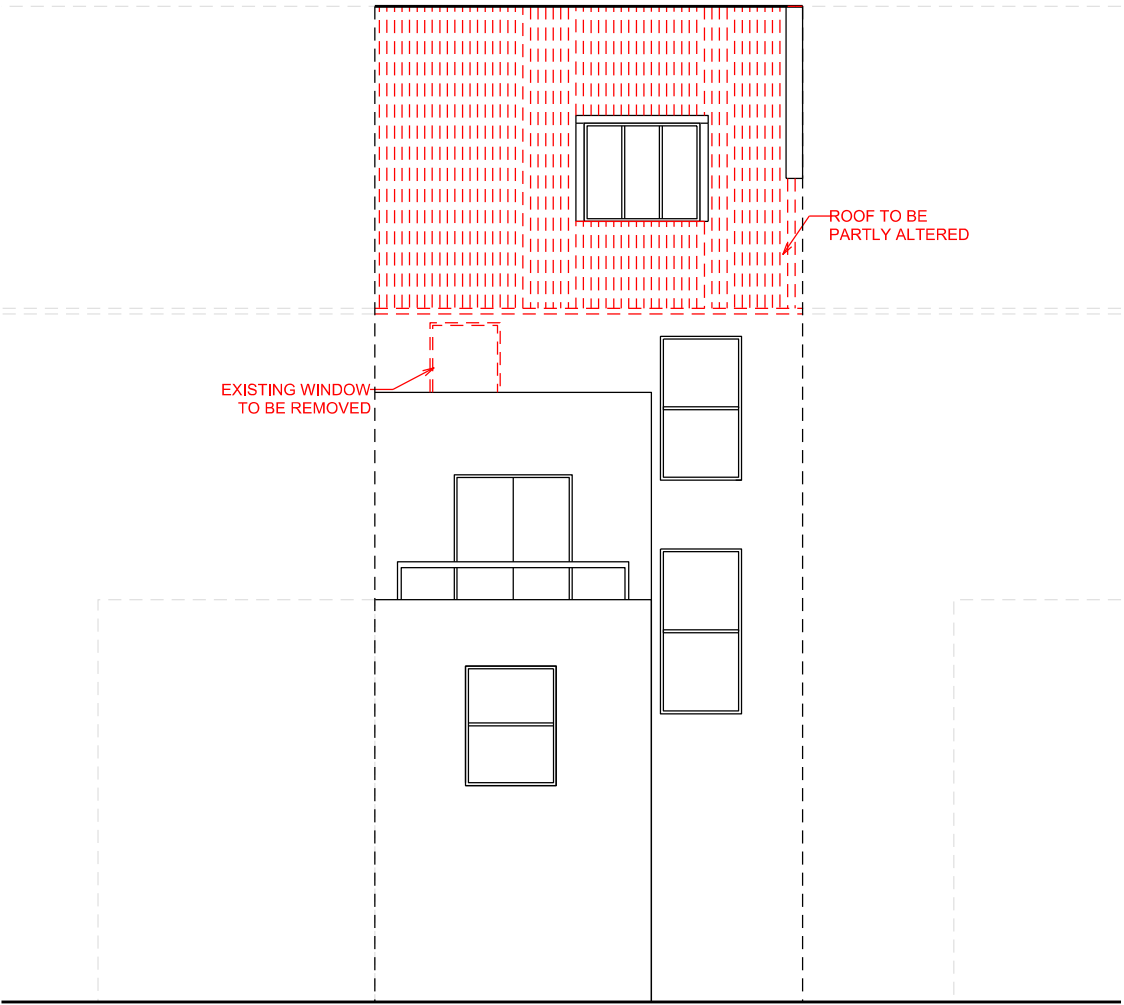 ROOF TO BE
PARTLY ALTERED
EXISTING WINDOW
TO BE REMOVED